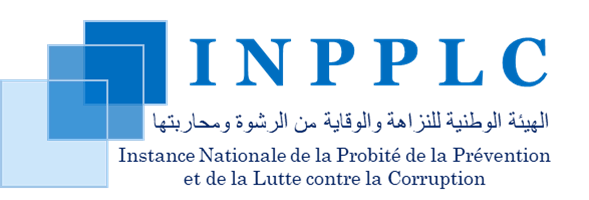 INPPLC
الهيئة الوطنية للنزاهة والوقاية من الرشوة ومحاربتها
Instance Nationale de la Probité de la Prévention
et de la Lutte contre la Corruption